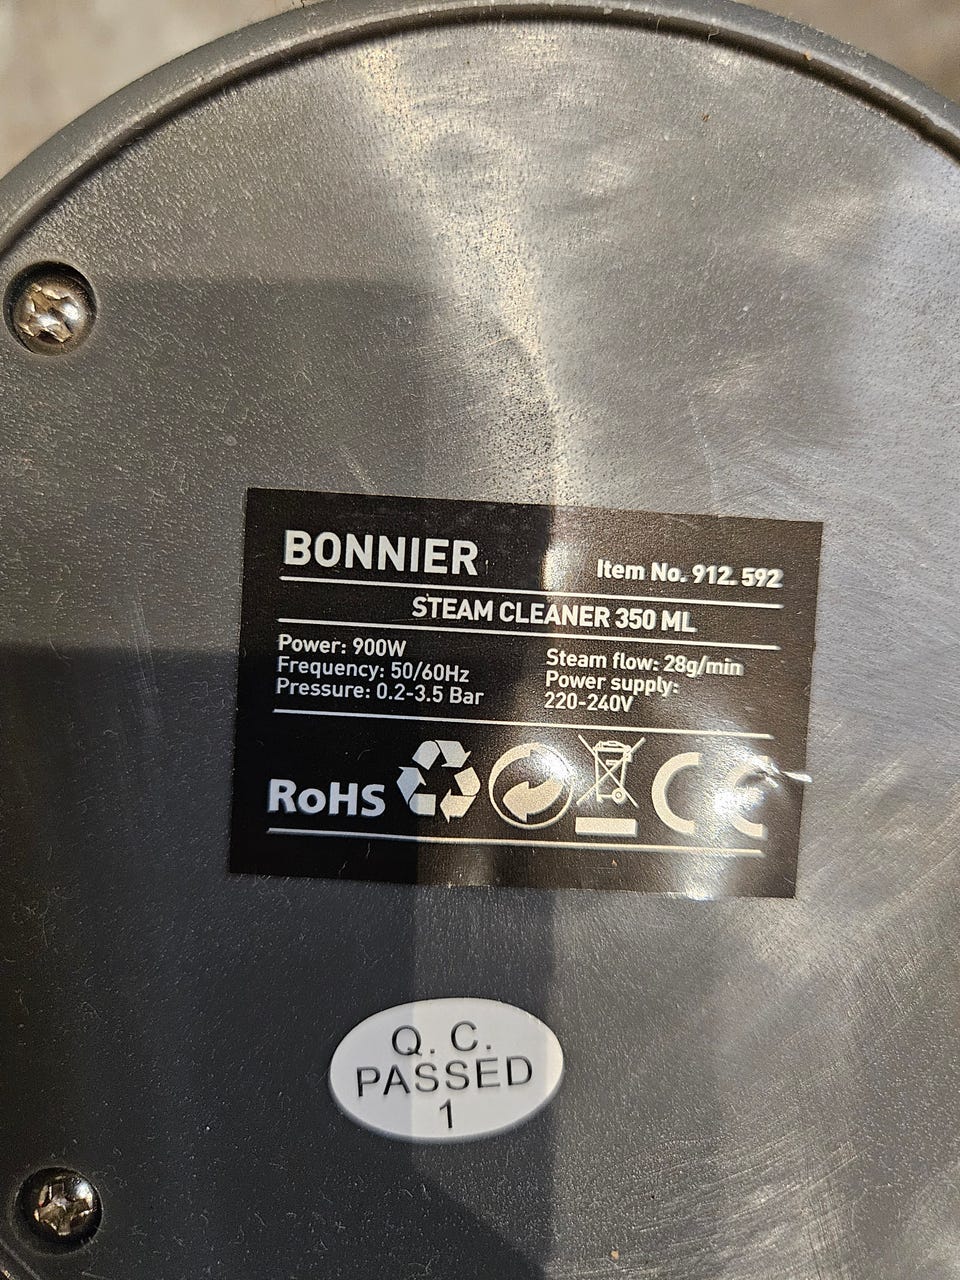 BONNIER
Item No. 912. 592
STEAM CLEANER 350 ML
Power: 900W
Frequency: 50/60Hz
Pressure: 0.2-3.5 Bar
Steam flow: 28g/min
Power supply:
220-240V
RoHS
CE
Q. C.
PASSED
1